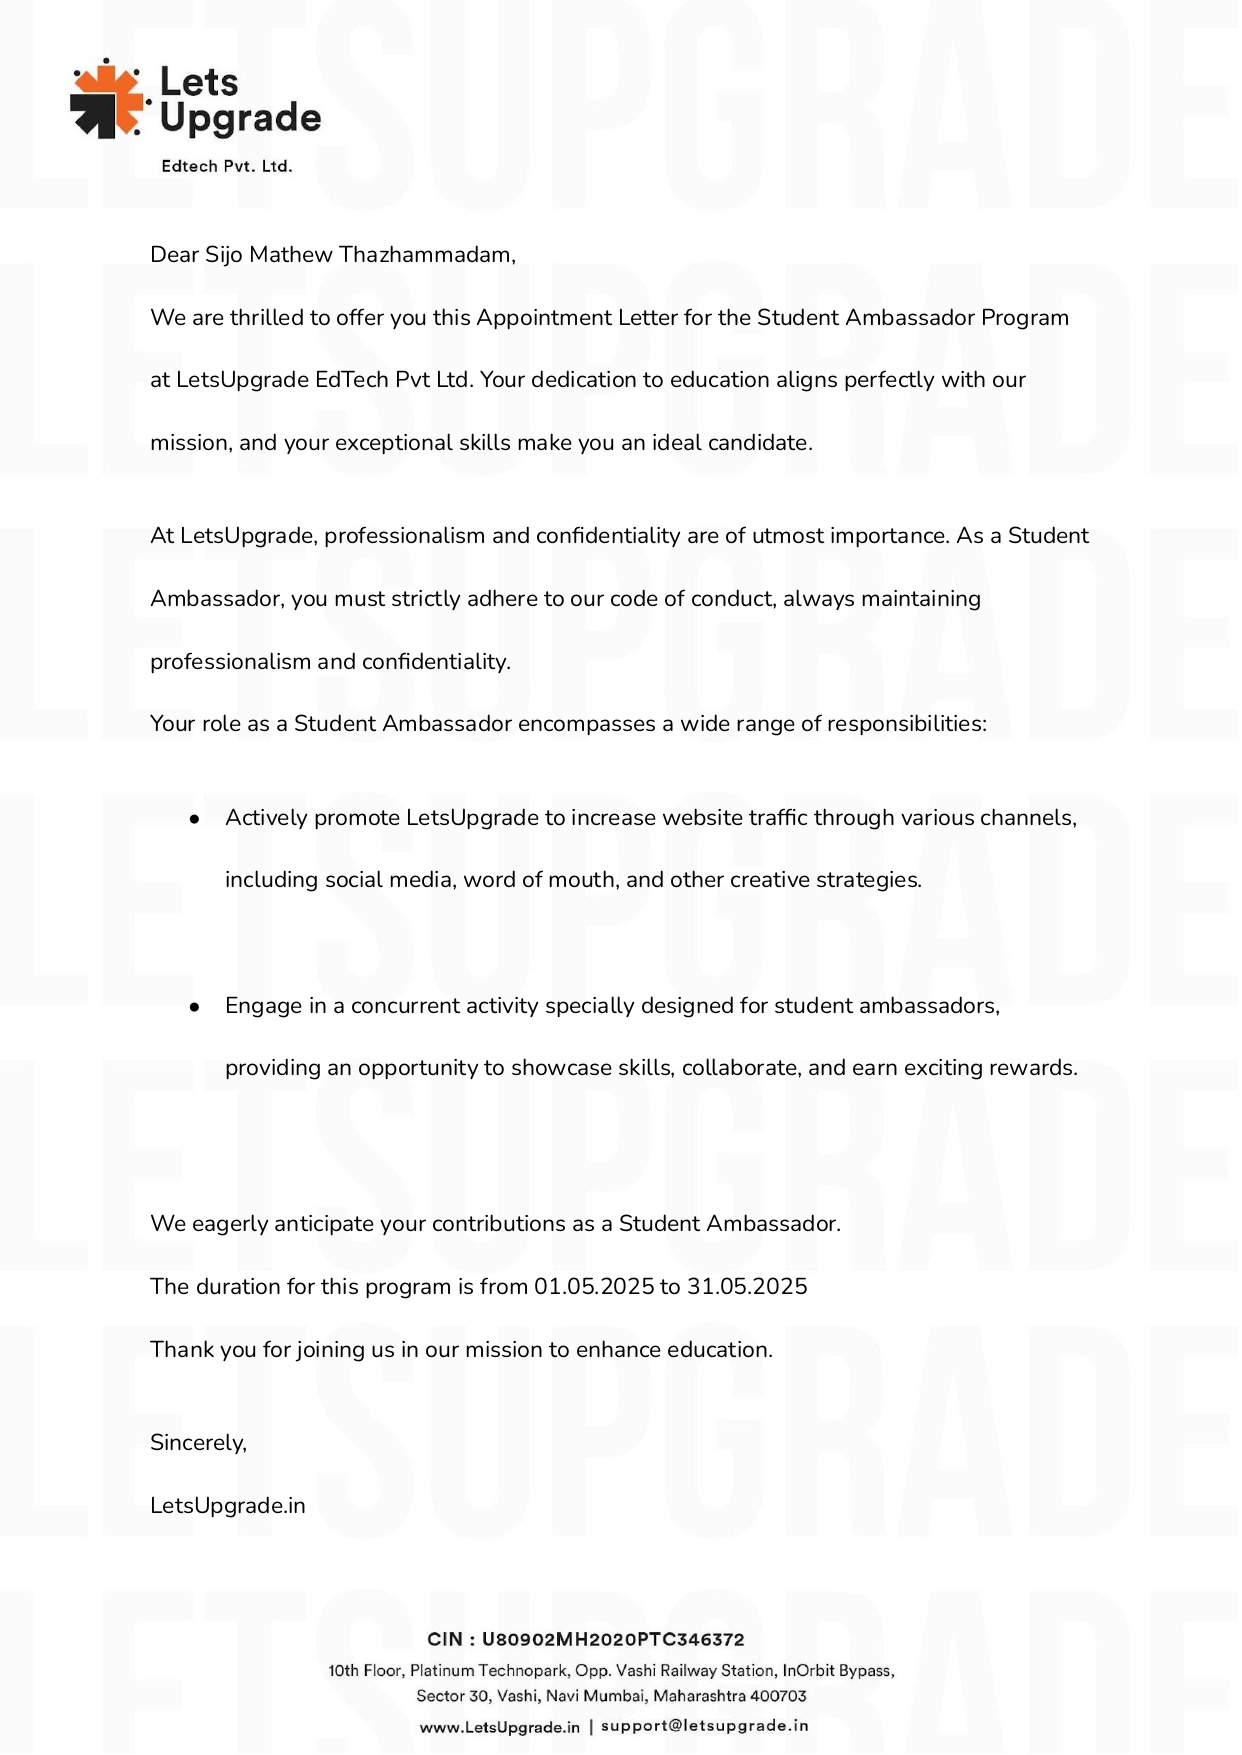 Lets
Upgrade
Edtech Pvt. Ltd.
Dear Sijo Mathew Thazhammadam,
We are thrilled to offer you this Appointment Letter for the Student Ambassador Program
at LetsUpgrade EdTech Pvt Ltd. Your dedication to education aligns perfectly with our
mission, and your exceptional skills make you an ideal candidate.
At LetsUpgrade, professionalism and confidentiality are of utmost importance. As a Student
Ambassador, you must strictly adhere to our code of conduct, always maintaining
professionalism and confidentiality.
Your role as a Student Ambassador encompasses a wide range of responsibilities:
● Actively promote LetsUpgrade to increase website traffic through various channels,
including social media, word of mouth, and other creative strategies.
● Engage in a concurrent activity specially designed for student ambassadors,
providing an opportunity to showcase skills, collaborate, and earn exciting rewards.
We eagerly anticipate your contributions as a Student Ambassador.
The duration for this program is from 01.05.2025 to 31.05.2025
Thank you for joining us in our mission to enhance education.
Sincerely,
LetsUpgrade.in
CIN : U80902MH2020PTC346372
10th Floor, Platinum Technopark, Opp. Vashi Railway Station, InOrbit Bypass,
Sector 30, Vashi, Navi Mumbai, Maharashtra 400703
www.LetsUpgrade.in | support@letsupgrade.in
LETSUPGRADE
LETSUPGRADE
LETSUPGRADE
LETSUPGRADE
LETSUPGRADE
LETSUPGRADE
LETSUPGRADE